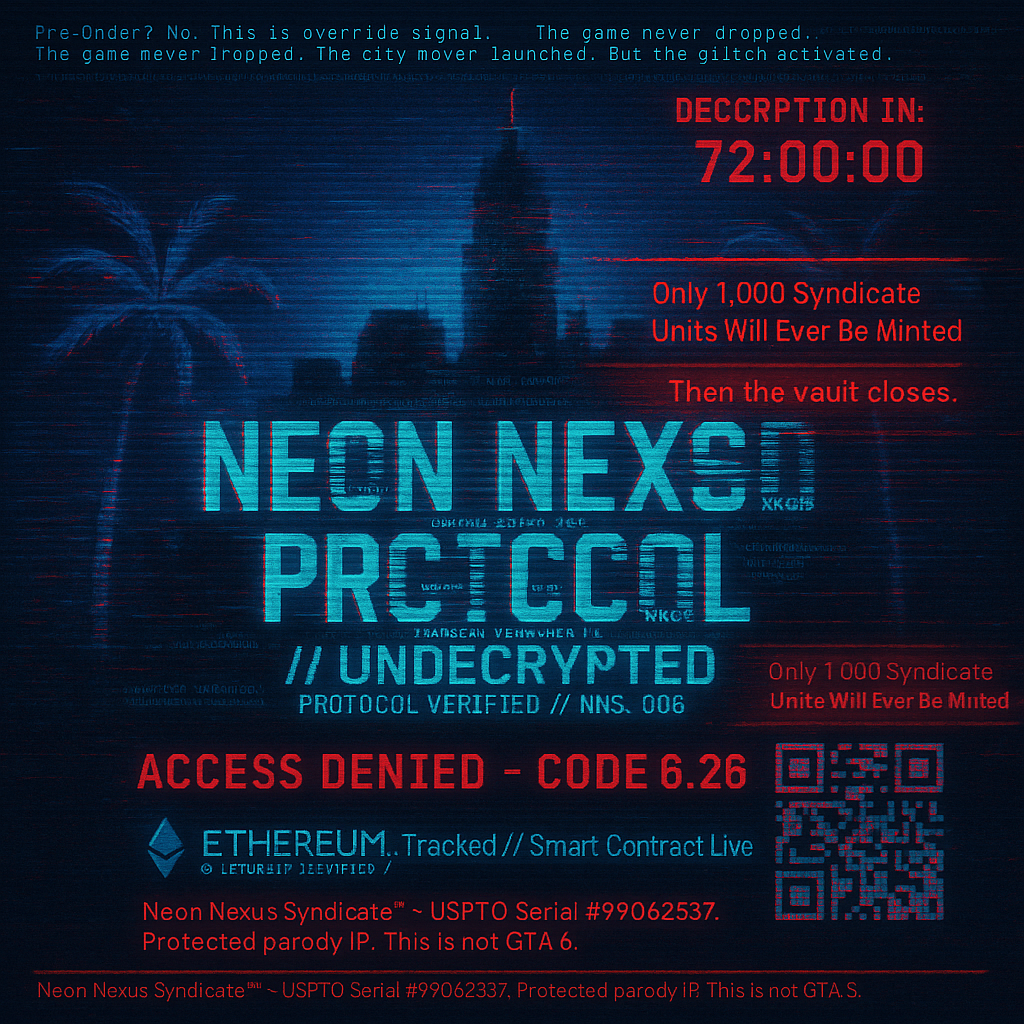 Pre-Onder? No. This is override signal. The game never dropped..
The game mever lropped. The city mover launched. But the giltch activated.
DECCRPTION IN:
72:00:00
Only 1,000 Syndicate
Units Will Ever Be Minted
Then the vauit closes.
NEON NEXSO
XKO15
PRCTCCOL
NKOE
// UNDECRYPTED
PROTOCOL VERIFIED // NNS. 006
Only 1 000 Syndicate
Unite Will Ever Be Minted
ACCESS DENIED - CODE 6.26
ETHEREUM.. Tracked // Smart Contract Live
Neon Nexus Syndicate ~ USPTO Serial #99062537.
Protected parody IP. This is not GTA 6.
Neon Nexus Syndicate ~ USPTO Serial #99062337, Protected parody IP. This is not GTA.S.